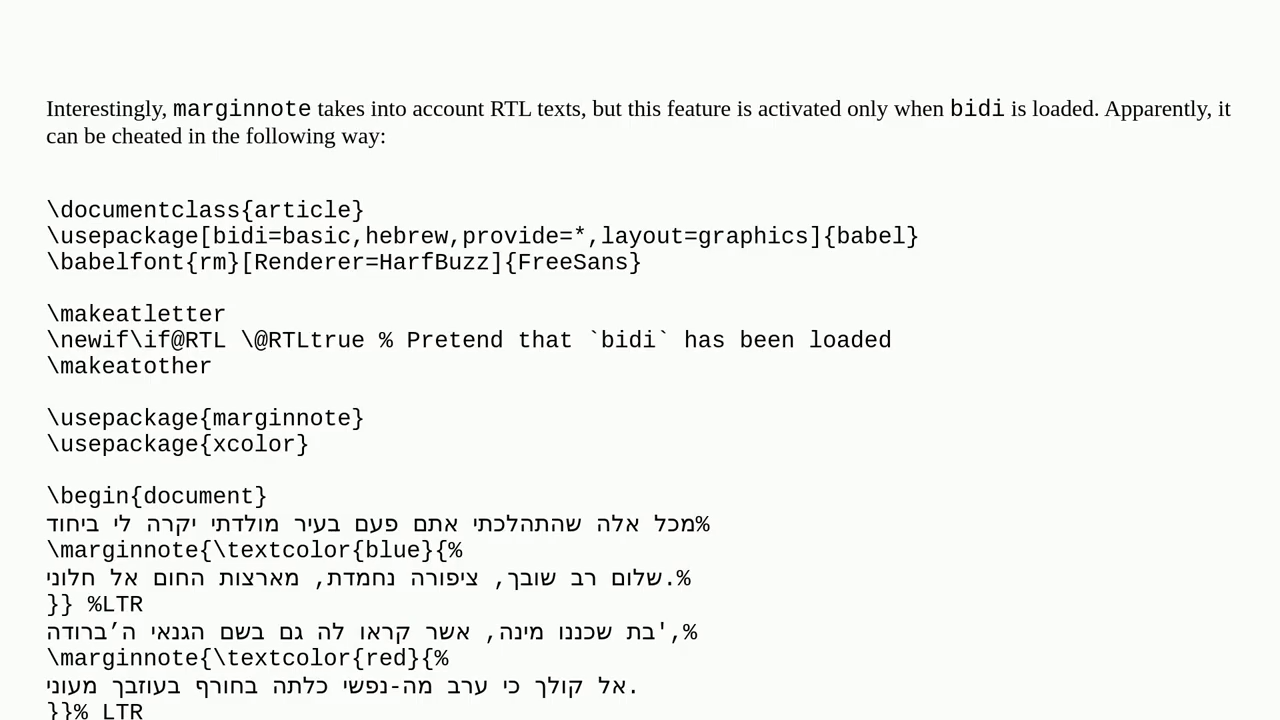 Interestingly, marginnote takes into account RTL texts, but this feature is activated only when bidi is loaded. Apparently, it
can be cheated in the following way:
\documentclass{article}
\usepackage[bidi=basic,hebrew,provide=*,layout=graphics]{babel}
\babelfont{rm}[Renderer=HarfBuzz]{FreeSans}
\makeatletter
\newif\if@RTL \@RTLtrue % Pretend that `bidi` has been loaded
\makeatother
\usepackage{marginnote}
\usepackage{xcolor}
\begin{document}
מכל אלה שהתהלכתי אתם פעם בעיר מולדתי יקרה לי ביחוד%
\marginnote{\textcolor{blue}{%
שלום רב שובך, ציפורה נחמדת, מארצות החום אל חלוני.%
}} %LTR
בת שכננו מינה, אשר קראו לה גם בשם הגנאי ה’ברודה',%
\marginnote{\textcolor{red}{%
אל קולך כי ערב מה-נפשי כלתה בחורף בעוזבך מעוני.
}}% LTR